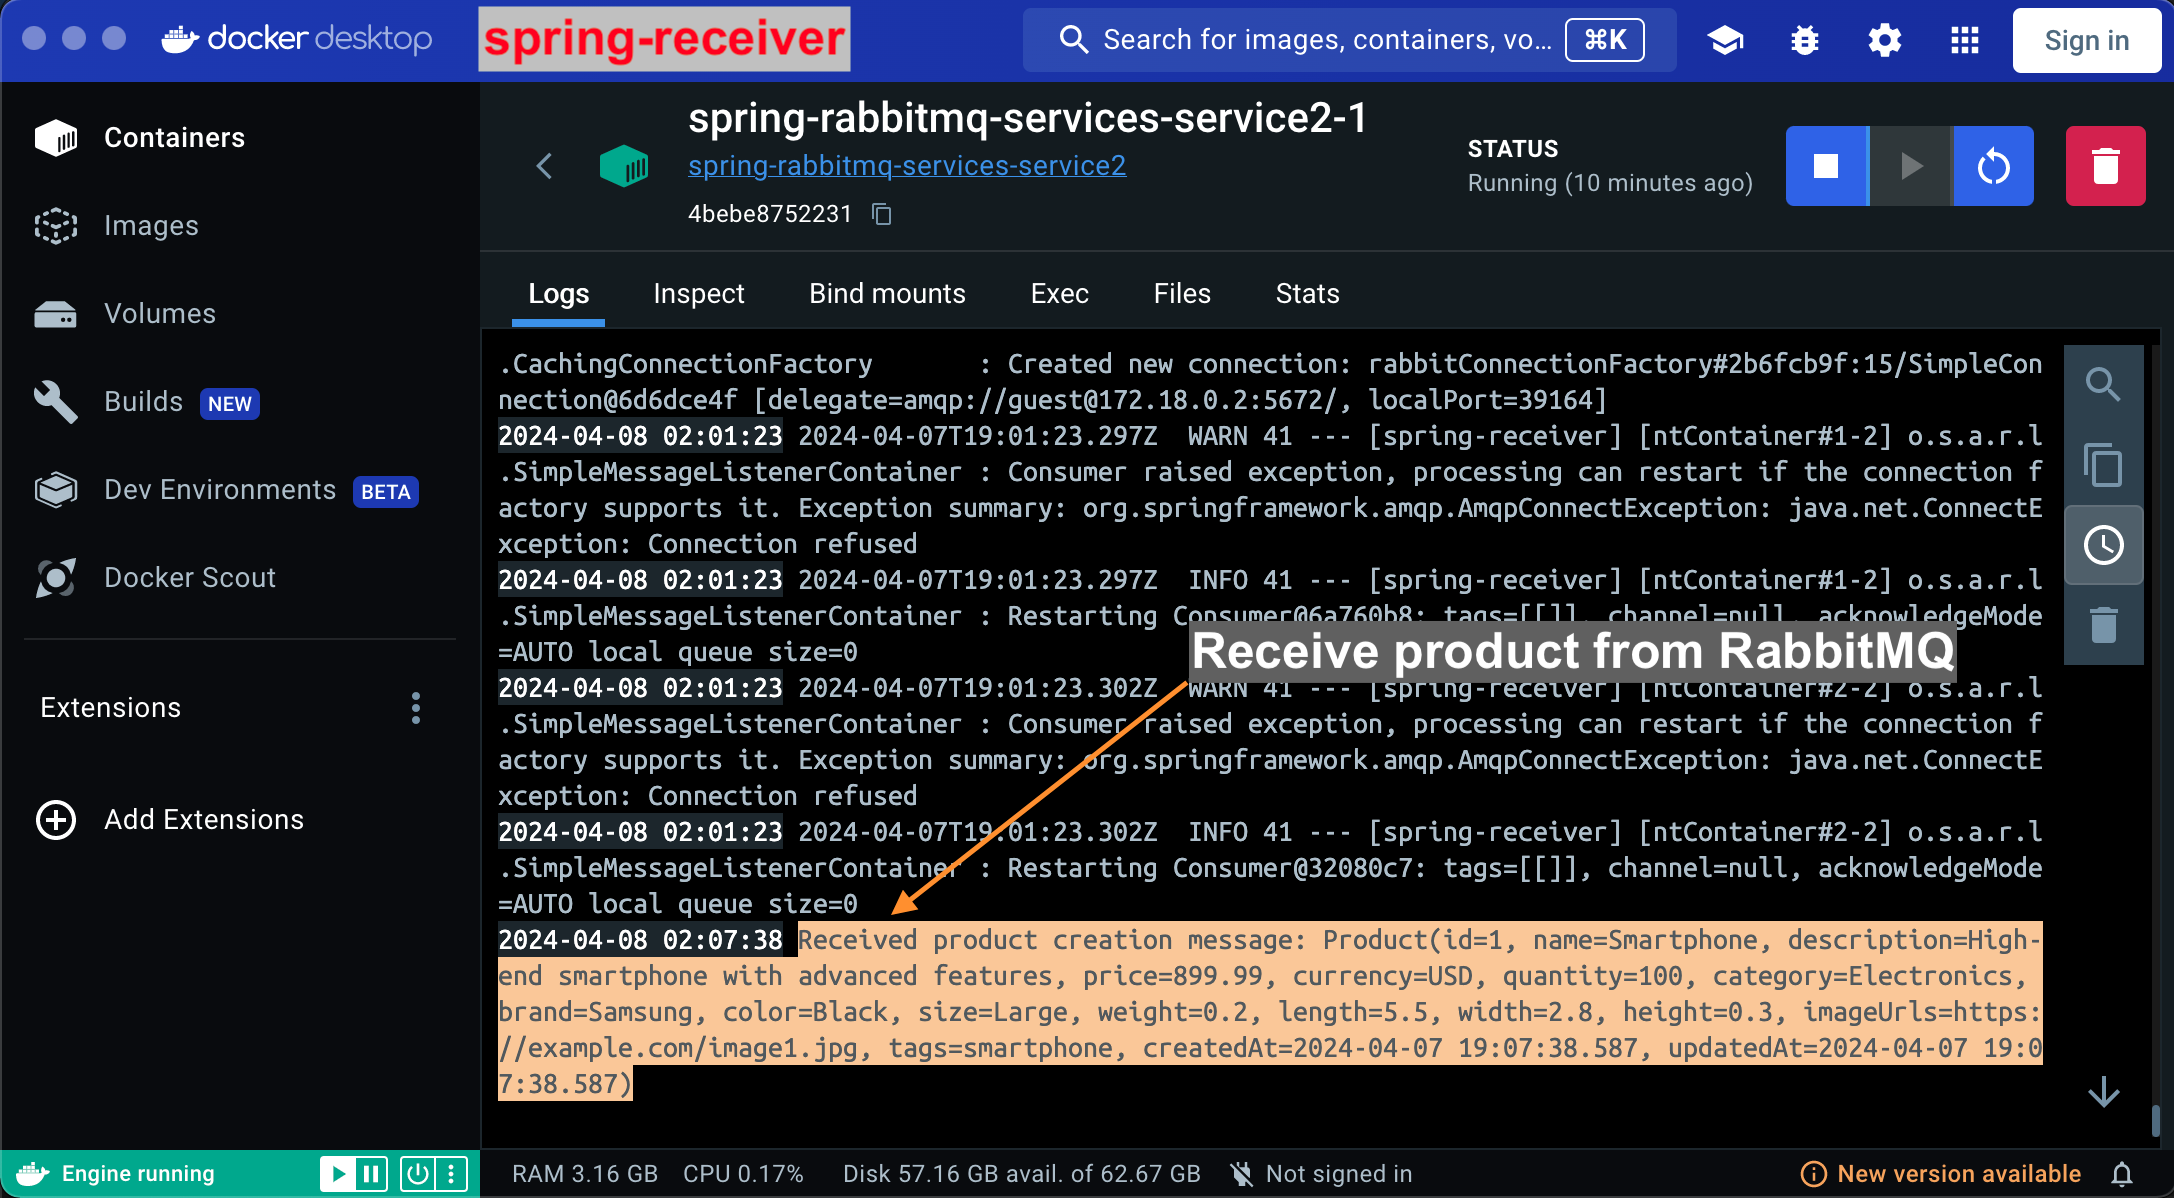 docker desktop
spring-receiver
Search for images, containers, vo... ⌘K
Sign in
Containers
Images
Volumes
Builds NEW
Dev Environments BETA
Docker Scout
Extensions
Add Extensions
spring-rabbitmq-services-service2-1
spring-rabbitmq-services-service2
4bebe8752231
STATUS
Running (10 minutes ago)
Logs Inspect Bind mounts Exec Files Stats
.CachingConnectionFactory       : Created new connection: rabbitConnectionFactory#2b6fcb9f:15/SimpleCon
nection@6d6dce4f [delegate=amqp://guest@172.18.0.2:5672/, localPort=39164]
2024-04-08 02:01:23 2024-04-07T19:01:23.297Z  WARN 41 --- [spring-receiver] [ntContainer#1-2] o.s.a.r.l
.SimpleMessageListenerContainer : Consumer raised exception, processing can restart if the connection f
actory supports it. Exception summary: org.springframework.amqp.AmqpConnectException: java.net.ConnectE
xception: Connection refused
2024-04-08 02:01:23 2024-04-07T19:01:23.297Z  INFO 41 --- [spring-receiver] [ntContainer#1-2] o.s.a.r.l
.SimpleMessageListenerContainer : Restarting Consumer@6a760b8: tags=[[]], channel=null, acknowledgeMode
=AUTO local queue size=0
Receive product from RabbitMQ
2024-04-08 02:01:23 2024-04-07T19:01:23.302Z  WARN 41 --- [spring-receiver] [ntContainer#2-2] o.s.a.r.l
.SimpleMessageListenerContainer : Consumer raised exception, processing can restart if the connection f
actory supports it. Exception summary: org.springframework.amqp.AmqpConnectException: java.net.ConnectE
xception: Connection refused
2024-04-08 02:01:23 2024-04-07T19:01:23.302Z  INFO 41 --- [spring-receiver] [ntContainer#2-2] o.s.a.r.l
.SimpleMessageListenerContainer : Restarting Consumer@32080c7: tags=[[]], channel=null, acknowledgeMode
=AUTO local queue size=0
2024-04-08 02:07:38 Received product creation message: Product(id=1, name=Smartphone, description=High-
end smartphone with advanced features, price=899.99, currency=USD, quantity=100, category=Electronics,
brand=Samsung, color=Black, size=Large, weight=0.2, length=5.5, width=2.8, height=0.3, imageUrls=https:
//example.com/image1.jpg, tags=smartphone, createdAt=2024-04-07 19:07:38.587, updatedAt=2024-04-07 19:0
7:38.587)
Engine running
RAM 3.16 GB CPU 0.17% Disk 57.16 GB avail. of 62.67 GB Not signed in
New version available